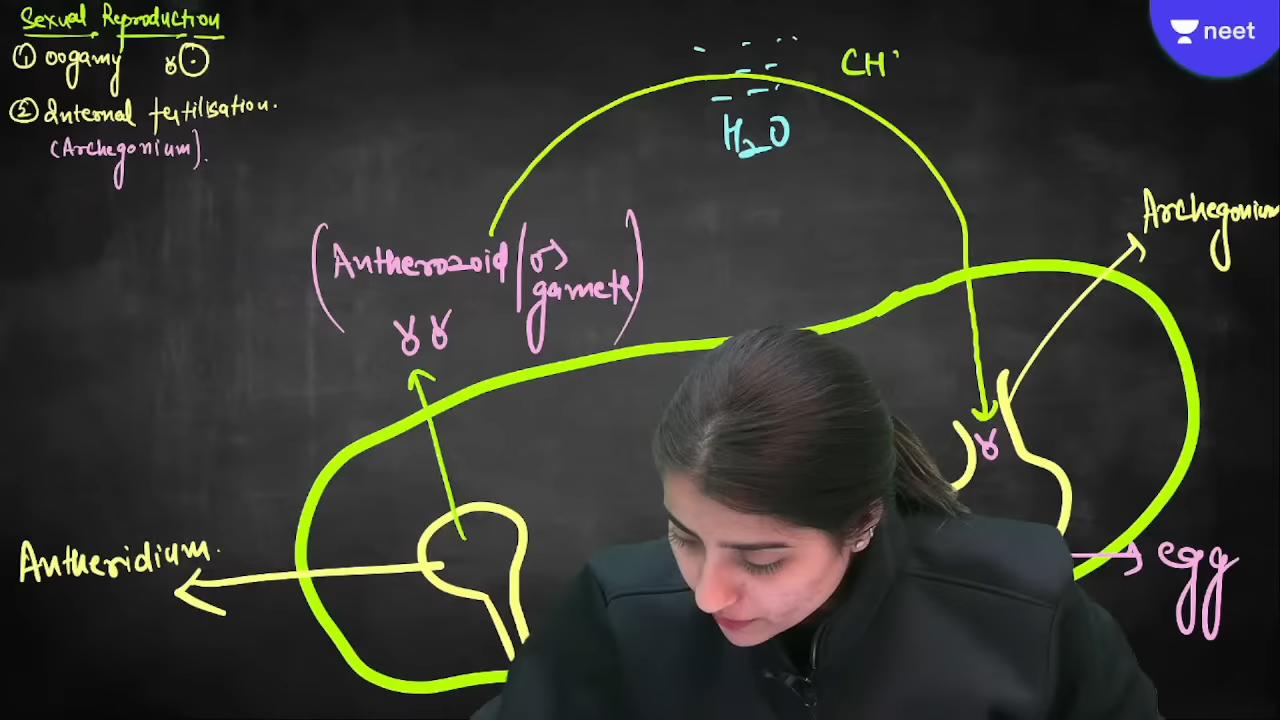 Sexual Reproduction
① oogamy
② Internal fertilisation.
(Archegonium).
CH
H₂O
Archegonium
(Antherozoid/♂
gamete)
Antheridium.
egg
neet